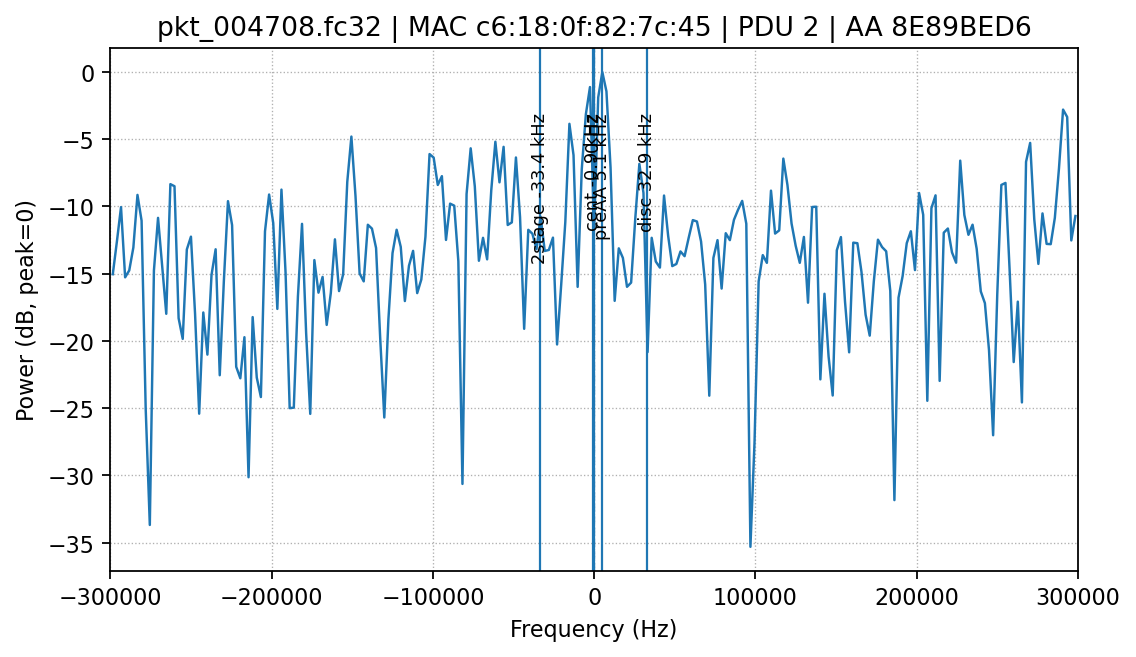 pkt_004708.fc32 | MAC c6:18:0f:82:7c:45 | PDU 2 | AA 8E89BED6
Power (dB, peak=0)
0
−5
−10
−15
−20
−25
−30
−35
2stage -33.4 kHz
preAA 5.1 kHz
disc 32.9 kHz
−300000
−200000
−100000
0
100000
200000
300000
Frequency (Hz)